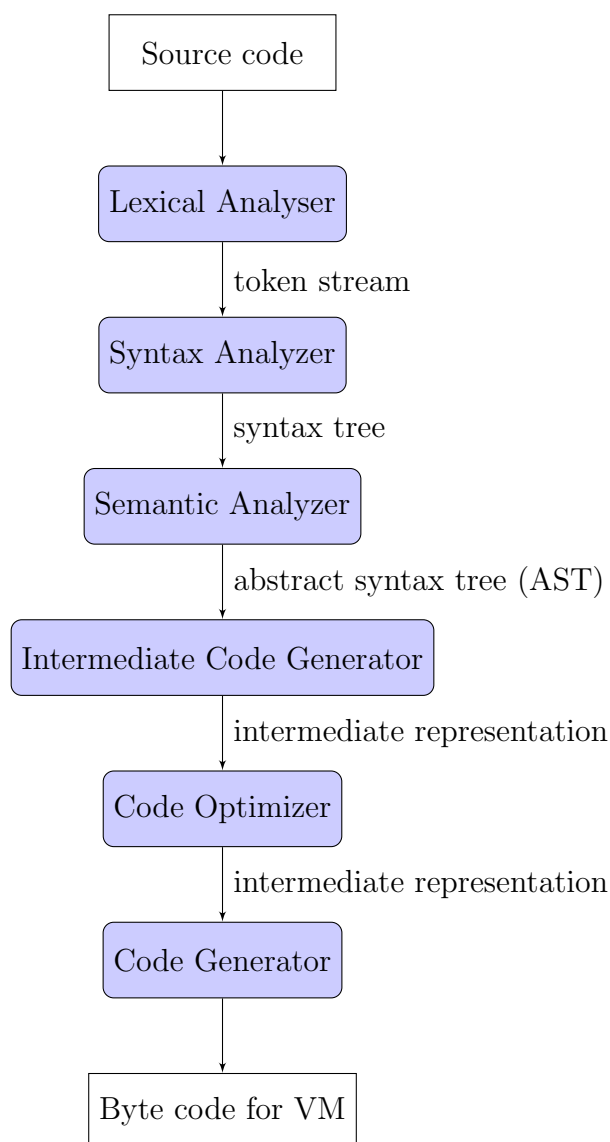 Source code
Lexical Analyser
token stream
Syntax Analyzer
syntax tree
Semantic Analyzer
abstract syntax tree (AST)
Intermediate Code Generator
intermediate representation
Code Optimizer
intermediate representation
Code Generator
Byte code for VM